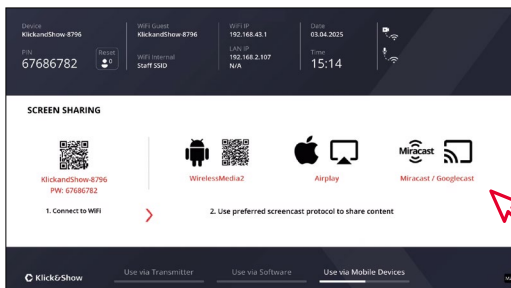 Device
KlickandShow-8796
WiFi Guest
KlickandShow-8796
WiFi IP
192.168.43.1
Date
03.04.2025
PIN
67686782
Reset
0
WiFi Internal
Staff SSID
LAN IP
192.168.2.107
N/A
Time
15:14
SCREEN SHARING
KlickandShow-8796
PW: 67686782
WirelessMedia2
Airplay
Miracast
Miracast / Googlecast
1. Connect to WiFi
2. Use preferred screencast protocol to share content
Klick&Show
Use via Transmitter
Use via Software
Use via Mobile Devices